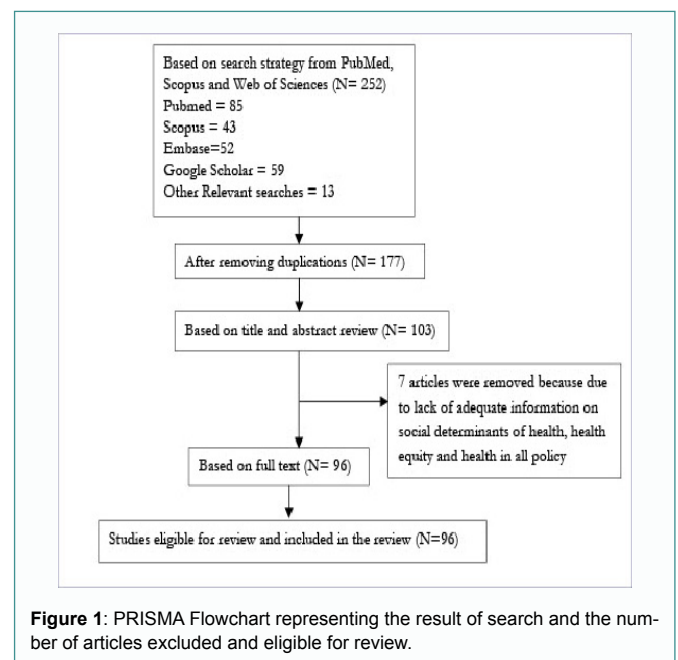 Based on search strategy from PubMed,
Scopus and Web of Sciences (N= 252)
Pubmed = 85
Scopus = 43
Embase=52
Google Scholar = 59
Other Relevant searches = 13
After removing duplications (N= 177)
Based on title and abstract review (N= 103)
7 articles were removed because due
to lack of adequate information on
social determinants of health, health
equity and health in all policy
Based on full text (N= 96)
Studies eligible for review and included in the review (N=96)
Figure 1: PRISMA Flowchart representing the result of search and the num-
ber of articles excluded and eligible for review.